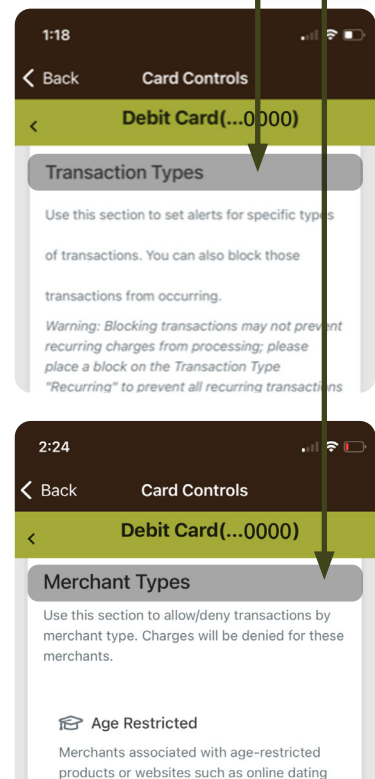 1:18
Back Card Controls
Debit Card(...0000)
Transaction Types
Use this section to set alerts for specific types
of transactions. You can also block those
transactions from occurring.
Warning: Blocking transactions may not prevent
recurring charges from processing; please
place a block on the Transaction Type
"Recurring" to prevent all recurring transactions
2:24
Back Card Controls
Debit Card(...0000)
Merchant Types
Use this section to allow/deny transactions by
merchant type. Charges will be denied for these
merchants.
Age Restricted
Merchants associated with age-restricted
products or websites such as online dating